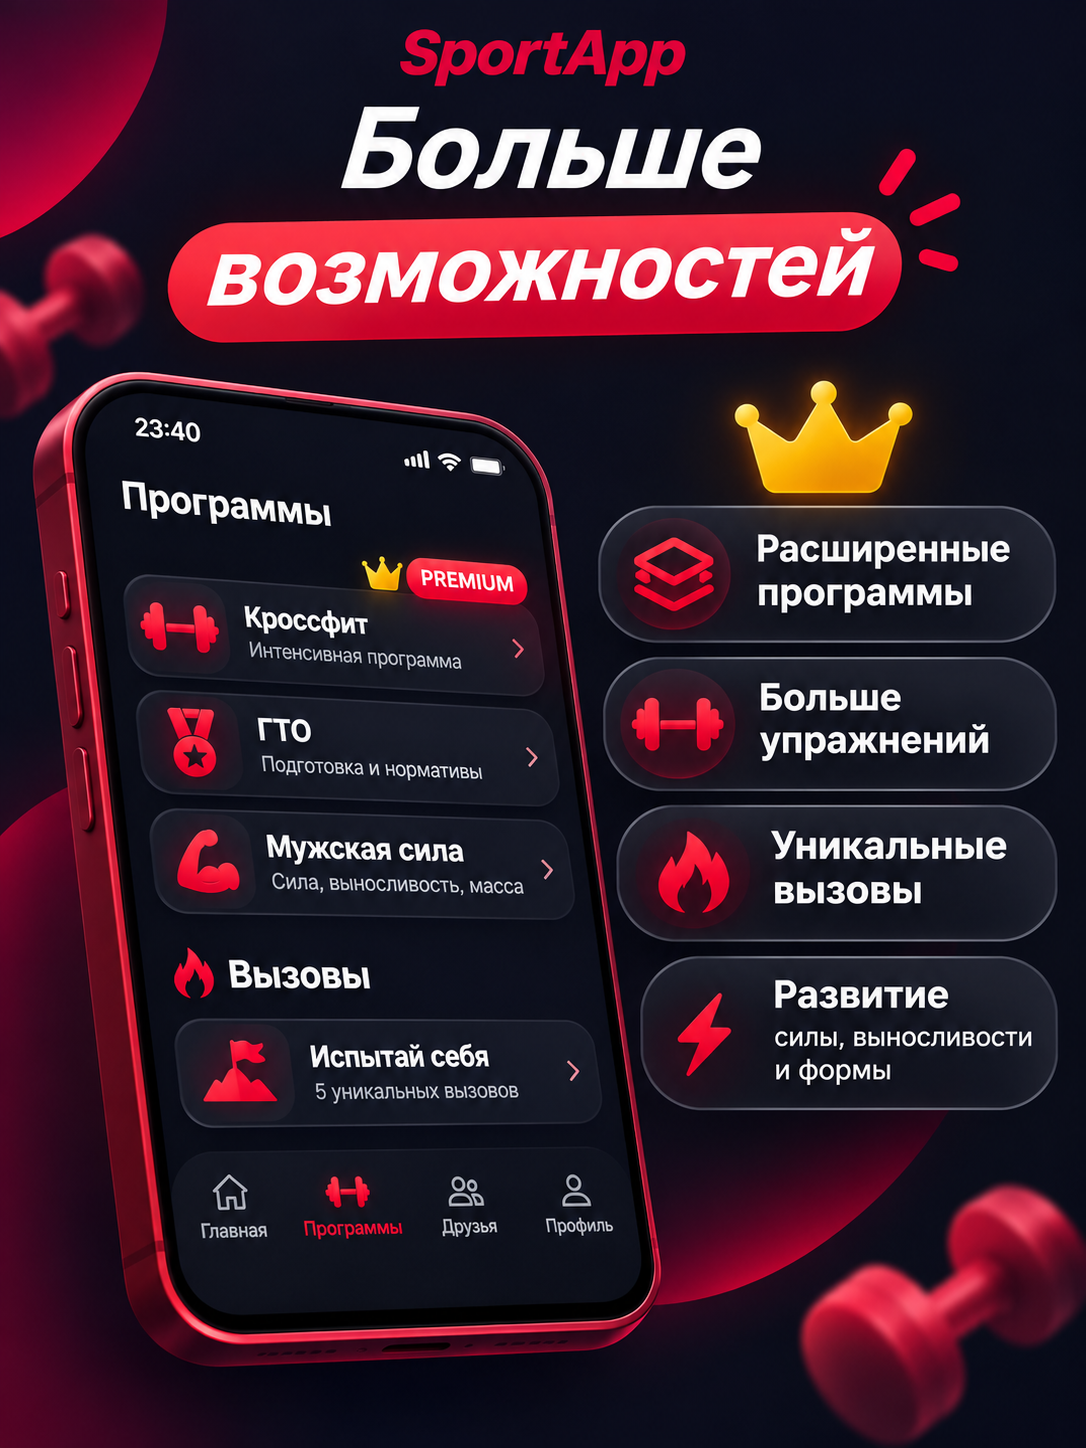 SportApp
Больше
возможностей
23:40
Программы
PREMIUM
Кроссфит
Интенсивная программа
ГТО
Подготовка и нормативы
Мужская сила
Сила, выносливость, масса
Вызовы
Испытай себя
5 уникальных вызовов
Главная
Программы
Друзья
Профиль
Расширенные
программы
Больше
упражнений
Уникальные
вызовы
Развитие
силы, выносливости
и формы